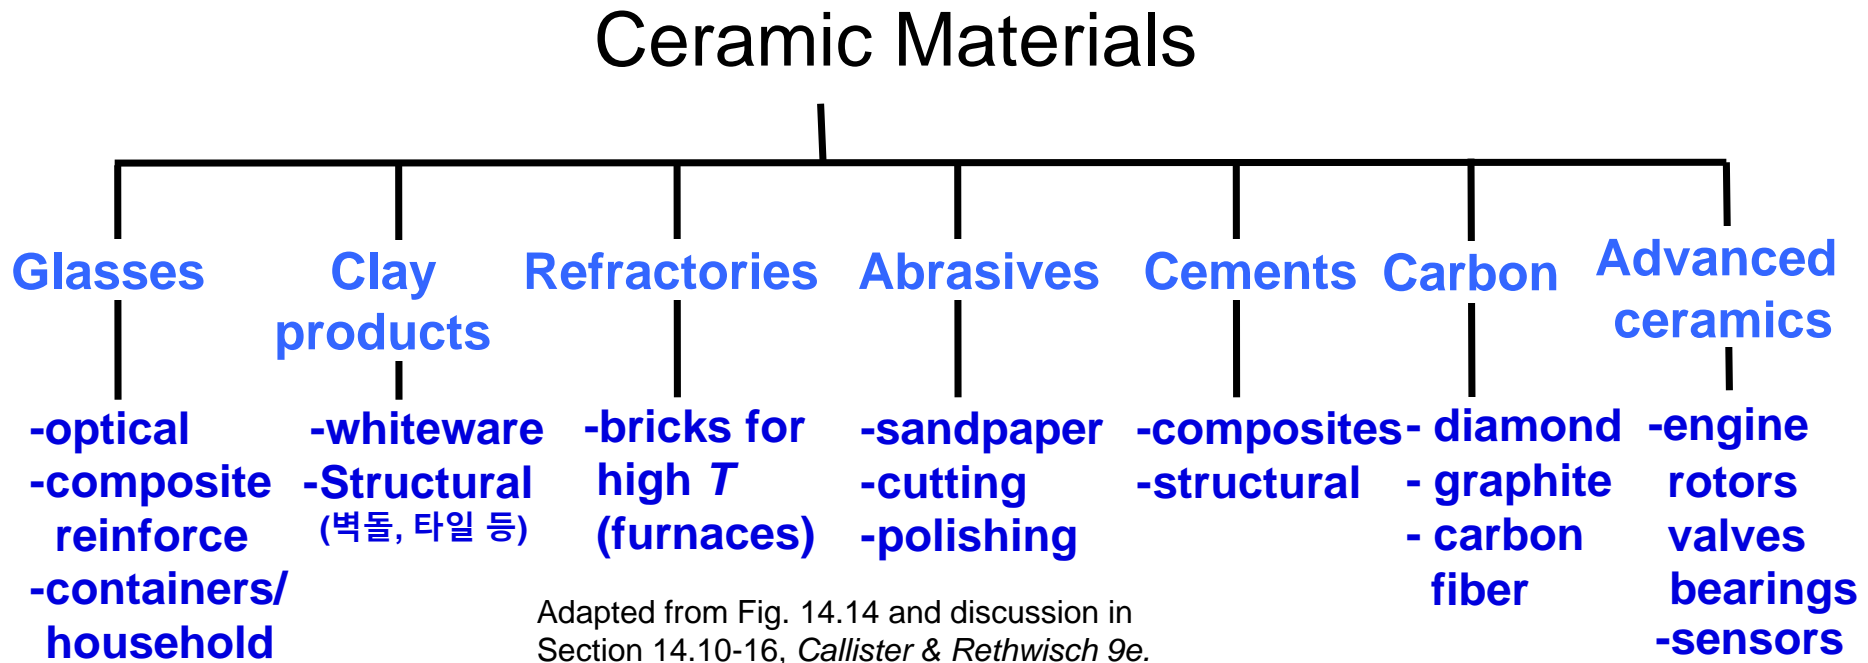 Ceramic Materials
Glasses
-optical
-composite
reinforce
-containers/
household
Clay
products
-whiteware
-Structural
(벽돌, 타일 등)
Refractories
-bricks for
high T
(furnaces)
Abrasives
-sandpaper
-cutting
-polishing
Cements
-composites
-structural
Carbon
- diamond
- graphite
- carbon
fiber
Advanced
ceramics
-engine
rotors
valves
bearings
-sensors
Adapted from Fig. 14.14 and discussion in
Section 14.10-16, Callister & Rethwisch 9e.